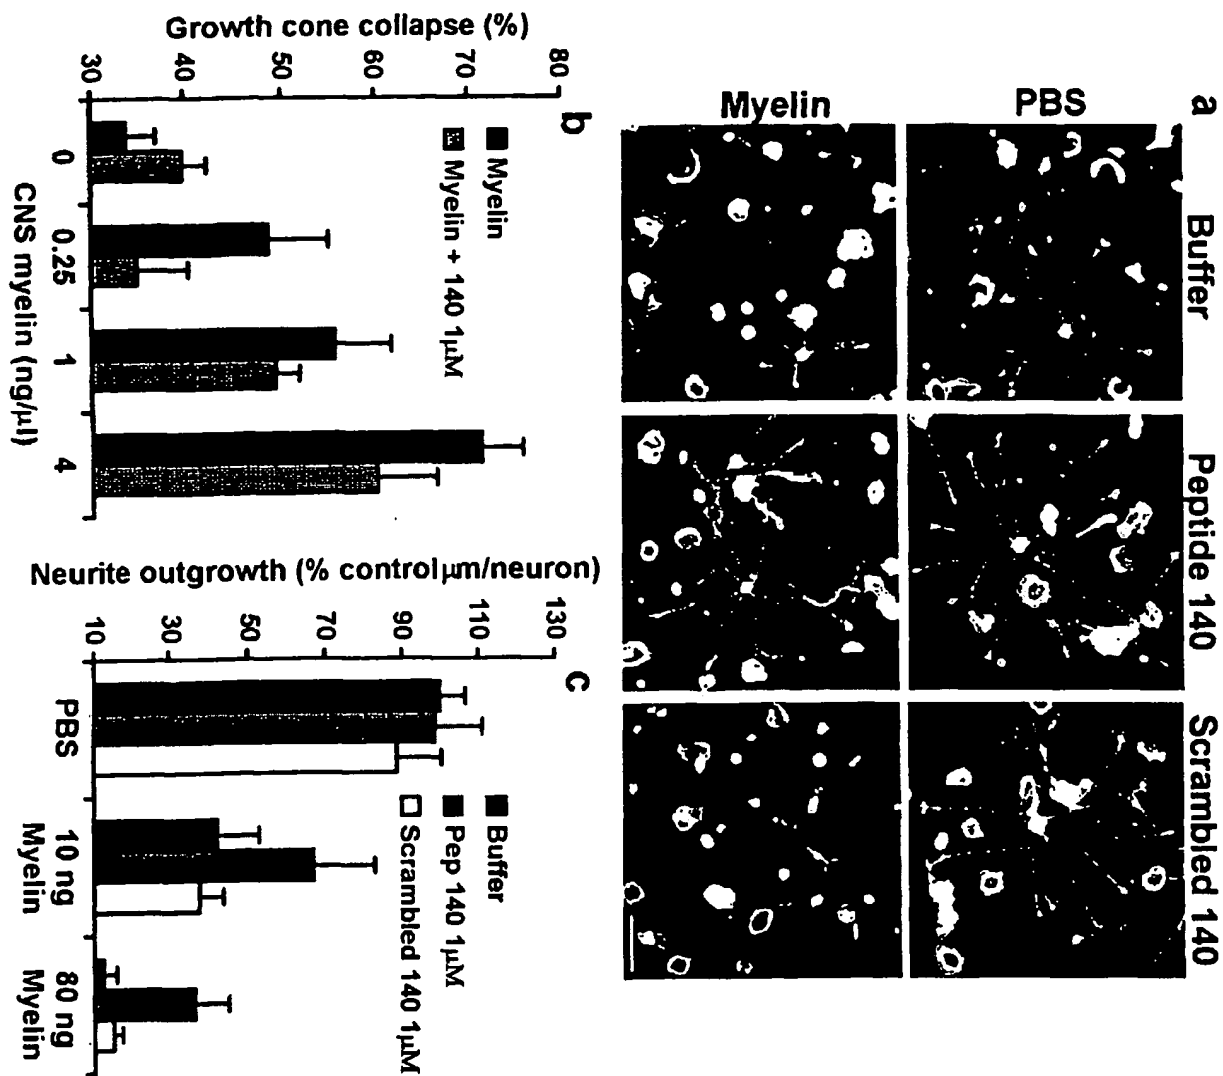 a
Buffer
Peptide 140
Scrambled 140
PBS
Myelin
b
Growth cone collapse (%)
80
70
60
50
40
30
Myelin
Myelin + 140 1µM
0
0.25
1
4
CNS myelin (ng/µl)
c
Neurite outgrowth (% control µm/neuron)
130
110
90
70
50
30
10
Buffer
Pep 140 1µM
Scrambled 140 1µM
PBS
10 ng
Myelin
80 ng
Myelin